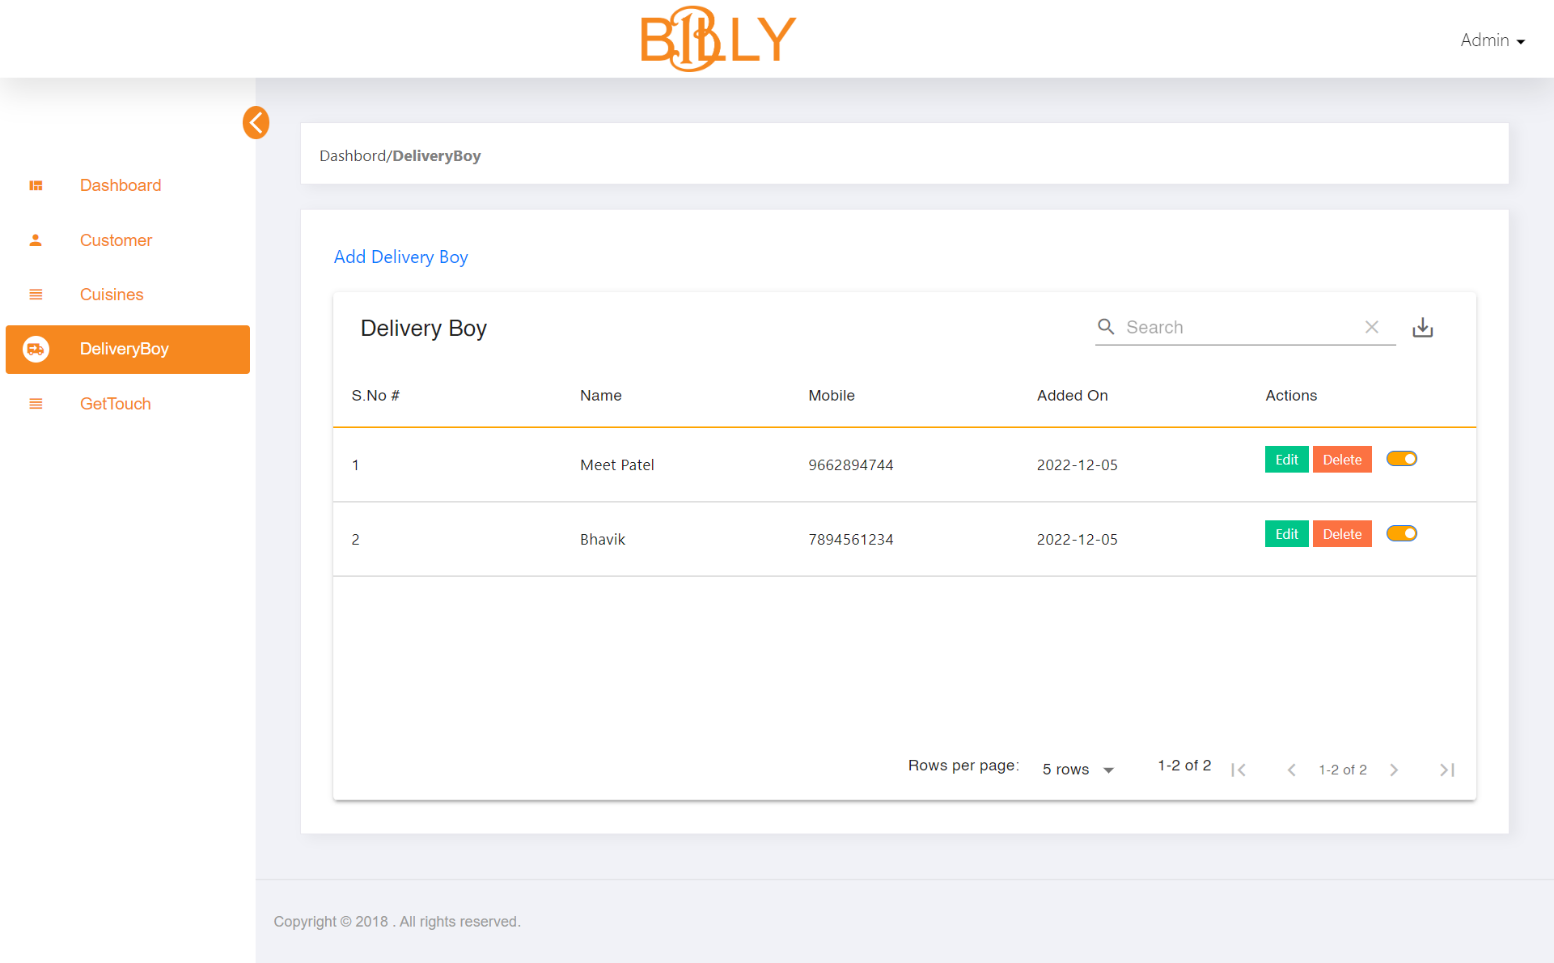 BILLY
Admin
Dashbord/DeliveryBoy
Dashboard
Customer
Cuisines
DeliveryBoy
GetTouch
Add Delivery Boy
Delivery Boy
Search
S.No # Name Mobile Added On Actions
1 Meet Patel 9662894744 2022-12-05 Edit Delete
2 Bhavik 7894561234 2022-12-05 Edit Delete
Rows per page: 5 rows 1-2 of 2 1-2 of 2
Copyright © 2018 . All rights reserved.